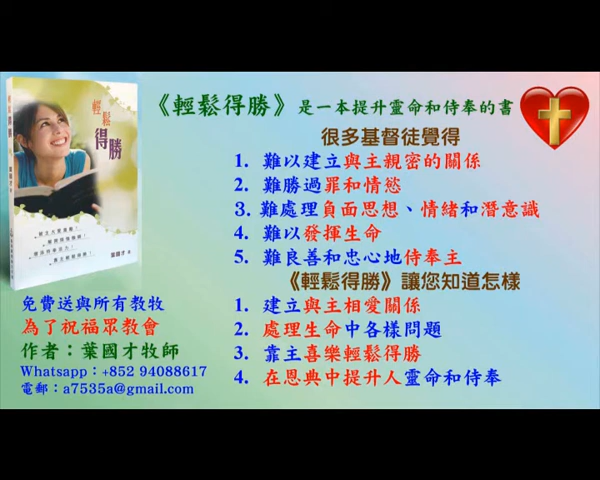 輕鬆得勝
輕鬆
得勝
葉國才 著
《輕鬆得勝》是一本提升靈命和侍奉的書
很多基督徒覺得
1. 難以建立與主親密的關係
2. 難勝過罪和情慾
3. 難處理負面思想、情緒和潛意識
4. 難以發揮生命
5. 難良善和忠心地侍奉主
《輕鬆得勝》讓您知道怎樣
1. 建立與主相愛關係
2. 處理生命中各樣問題
3. 靠主喜樂輕鬆得勝
4. 在恩典中提升人靈命和侍奉
免費送與所有教牧
為了祝福眾教會
作者：葉國才牧師
Whatsapp：+852 94088617
電郵：a7535a@gmail.com